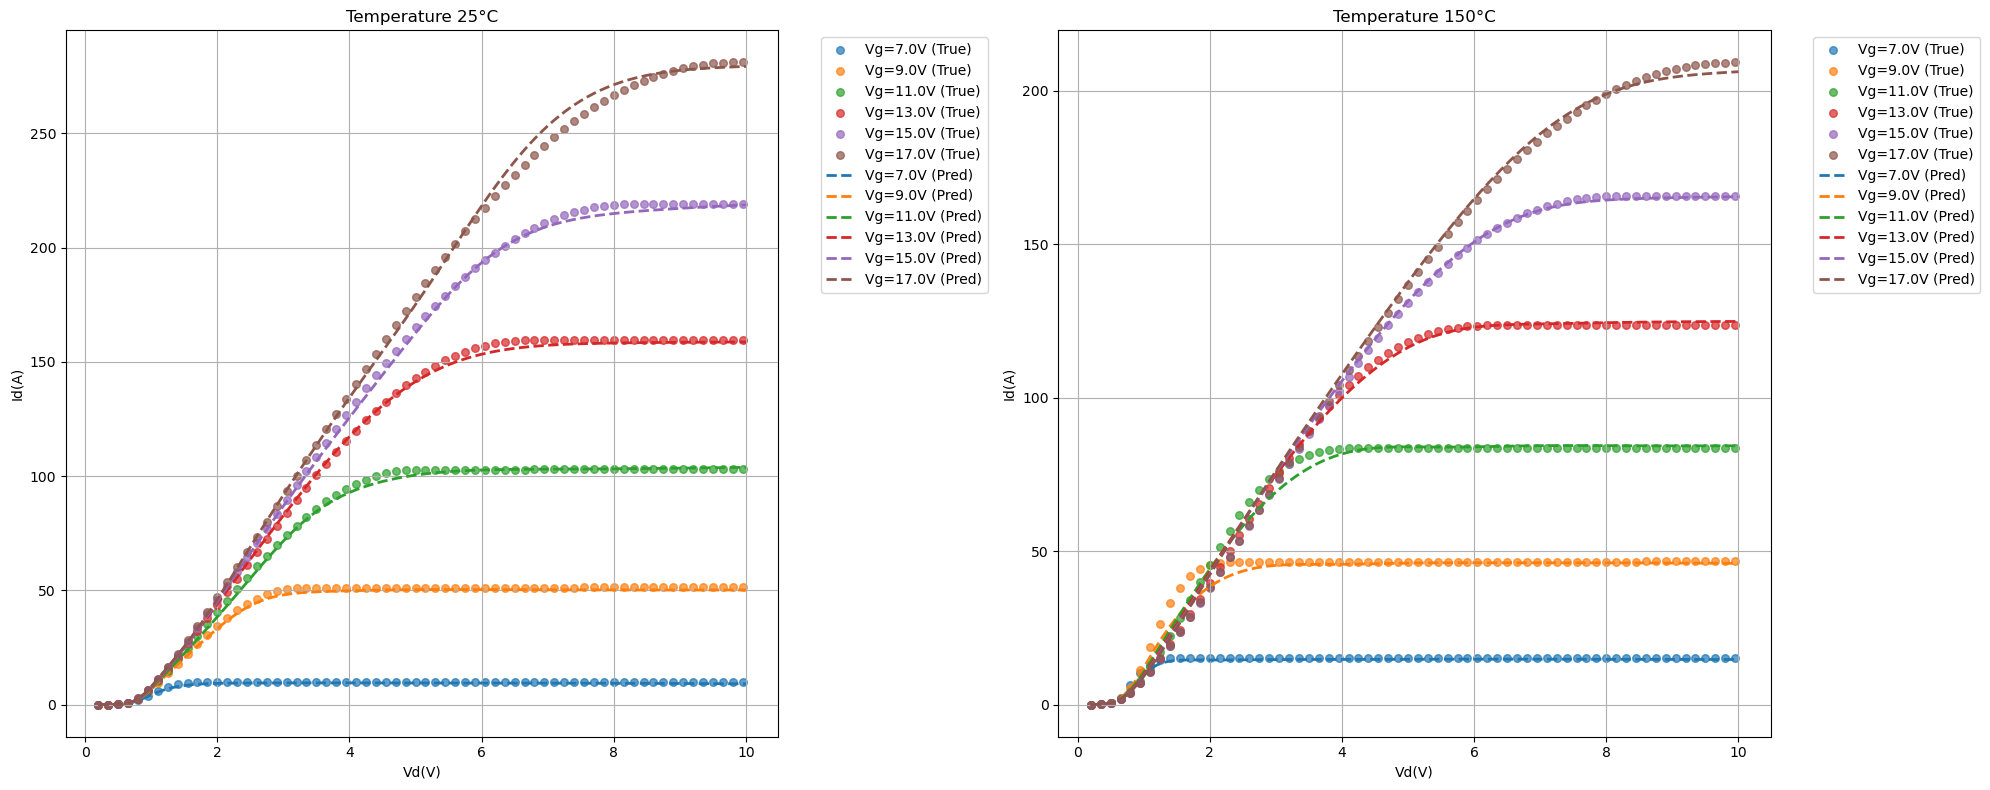 Temperature 25°C
250
200
150
100
50
0
0 2 4 6 8 10
Id(A)
Vd(V)
Vg=7.0V (True)
Vg=9.0V (True)
Vg=11.0V (True)
Vg=13.0V (True)
Vg=15.0V (True)
Vg=17.0V (True)
Vg=7.0V (Pred)
Vg=9.0V (Pred)
Vg=11.0V (Pred)
Vg=13.0V (Pred)
Vg=15.0V (Pred)
Vg=17.0V (Pred)
Temperature 150°C
200
150
100
50
0
0 2 4 6 8 10
Id(A)
Vd(V)
Vg=7.0V (True)
Vg=9.0V (True)
Vg=11.0V (True)
Vg=13.0V (True)
Vg=15.0V (True)
Vg=17.0V (True)
Vg=7.0V (Pred)
Vg=9.0V (Pred)
Vg=11.0V (Pred)
Vg=13.0V (Pred)
Vg=15.0V (Pred)
Vg=17.0V (Pred)